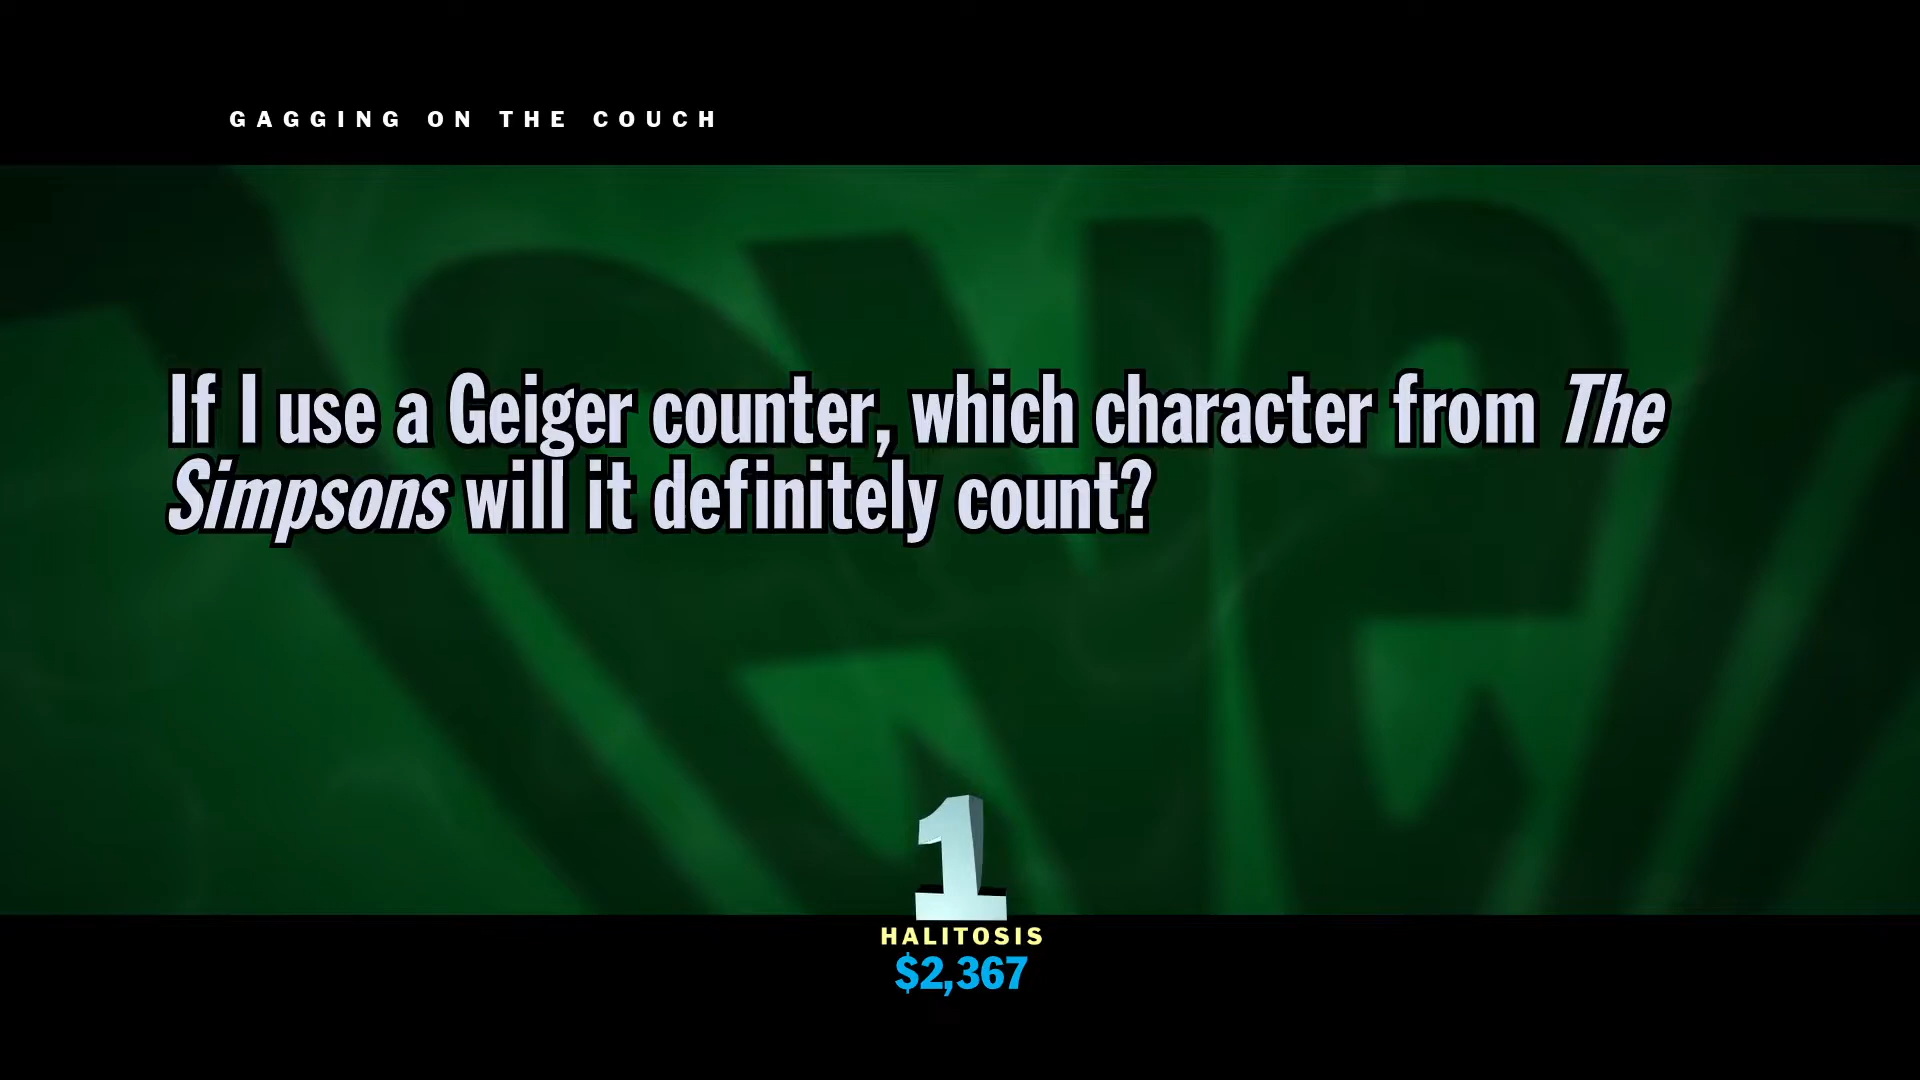 GAGGING ON THE COUCH
If I use a Geiger counter, which character from The
Simpsons will it definitely count?
1
HALITOSIS
$2,367